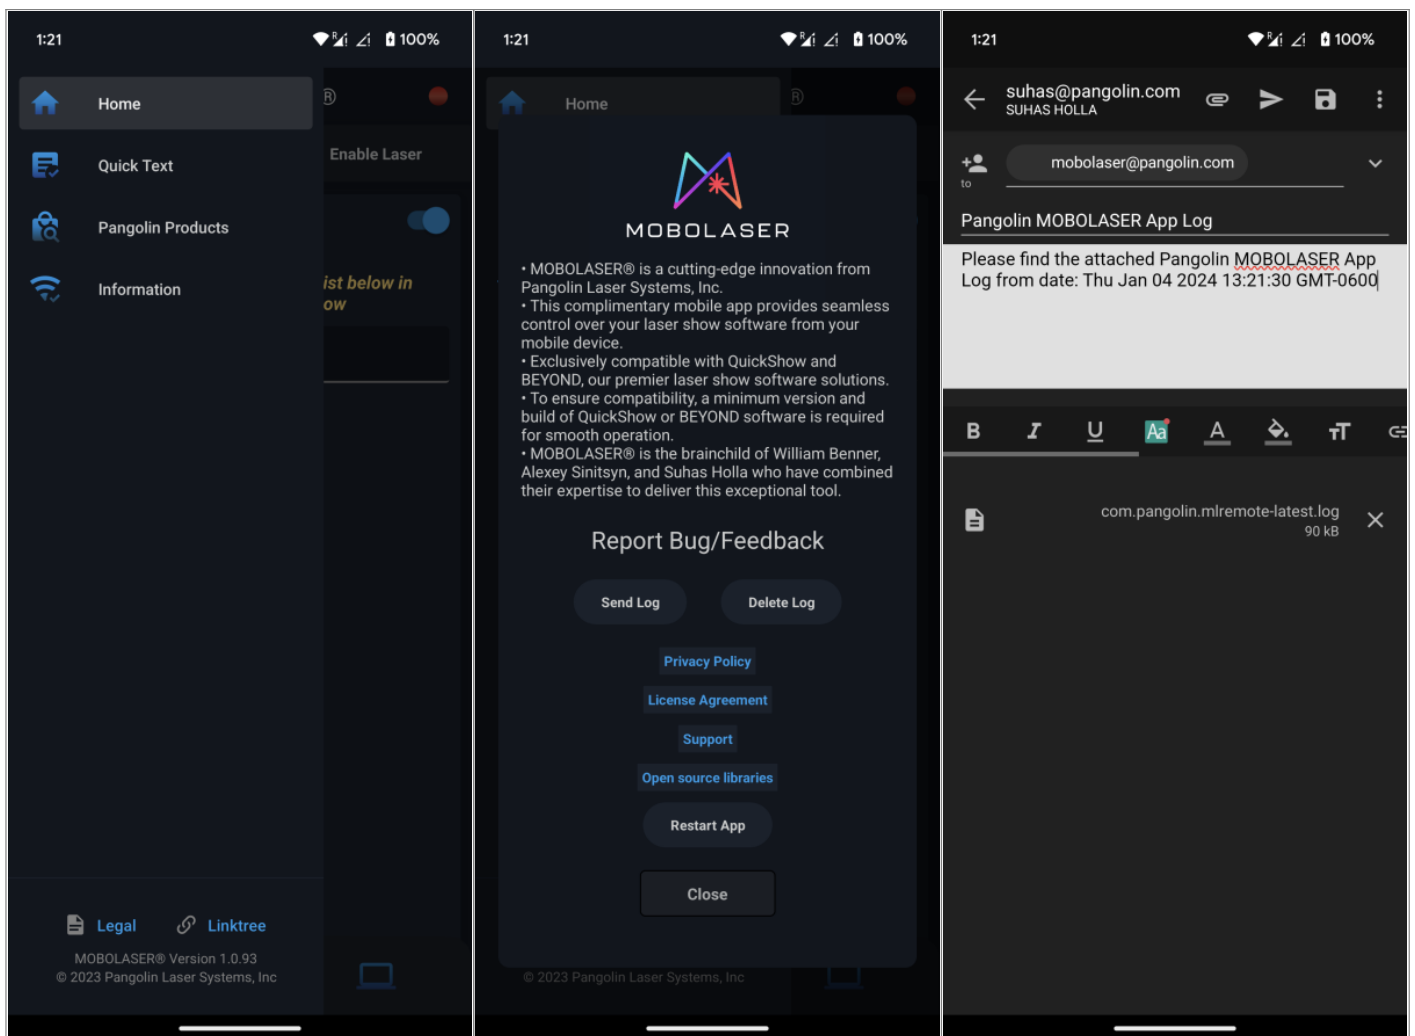 1:21
R
100%
Home
®
Quick Text
Enable Laser
Pangolin Products
Information
ist below in
ow
Legal
Linktree
MOBOLASER® Version 1.0.93
© 2023 Pangolin Laser Systems, Inc
1:21
R
100%
Home
®
MOBOLASER
• MOBOLASER® is a cutting-edge innovation from
Pangolin Laser Systems, Inc.
• This complimentary mobile app provides seamless
control over your laser show software from your
mobile device.
• Exclusively compatible with QuickShow and
BEYOND, our premier laser show software solutions.
• To ensure compatibility, a minimum version and
build of QuickShow or BEYOND software is required
for smooth operation.
• MOBOLASER® is the brainchild of William Benner,
Alexey Sinitsyn, and Suhas Holla who have combined
their expertise to deliver this exceptional tool.
Report Bug/Feedback
Send Log
Delete Log
Privacy Policy
License Agreement
Support
Open source libraries
Restart App
Close
© 2023 Pangolin Laser Systems, Inc
1:21
R
100%
suhas@pangolin.com
SUHAS HOLLA
to
mobolaser@pangolin.com
Pangolin MOBOLASER App Log
Please find the attached Pangolin MOBOLASER App
Log from date: Thu Jan 04 2024 13:21:30 GMT-0600
B I U Aa A TT
com.pangolin.mlremote-latest.log
90 kB